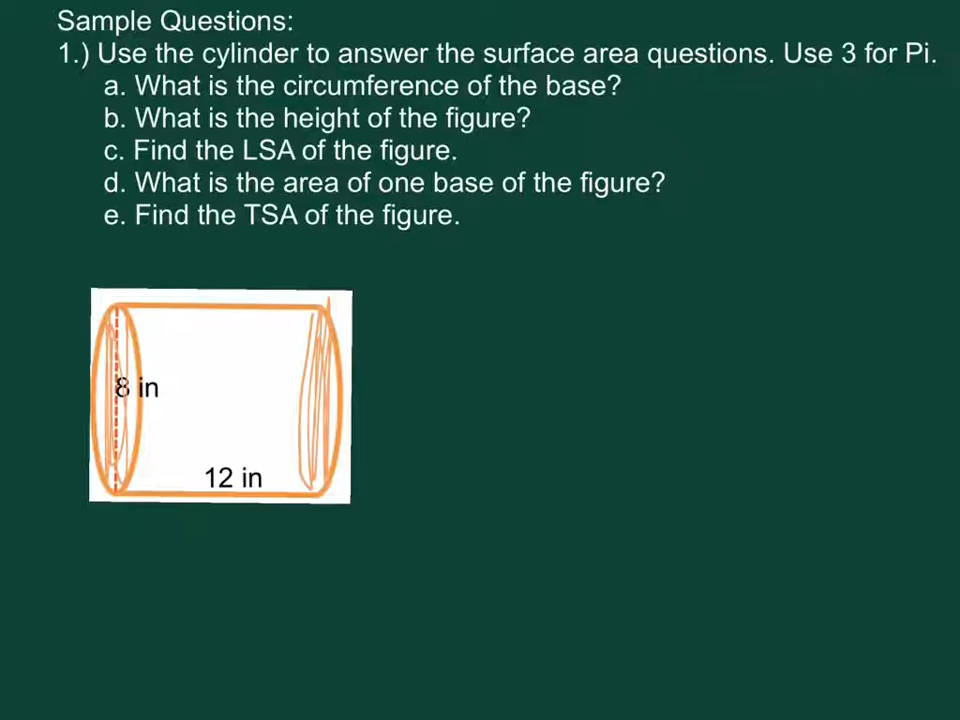 Sample Questions:
1.) Use the cylinder to answer the surface area questions. Use 3 for Pi.
a. What is the circumference of the base?
b. What is the height of the figure?
c. Find the LSA of the figure.
d. What is the area of one base of the figure?
e. Find the TSA of the figure.
8 in
12 in